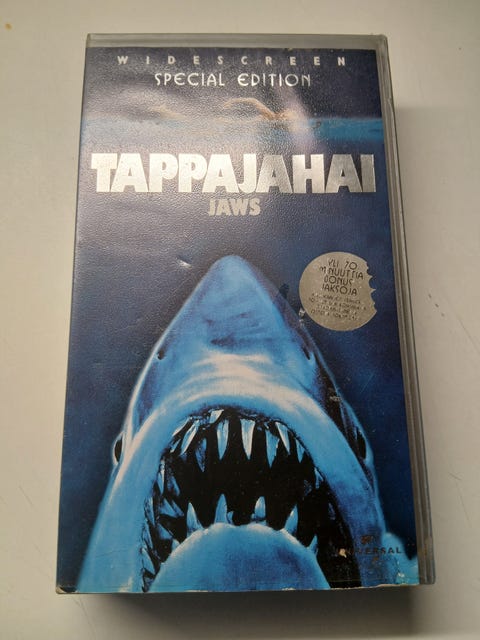 WIDESCREEN
SPECIAL EDITION
TAPPAJAHAI
JAWS
YLI 70
MINUUTTIA
BONUS-
JAKSOJA
UNIVERSAL